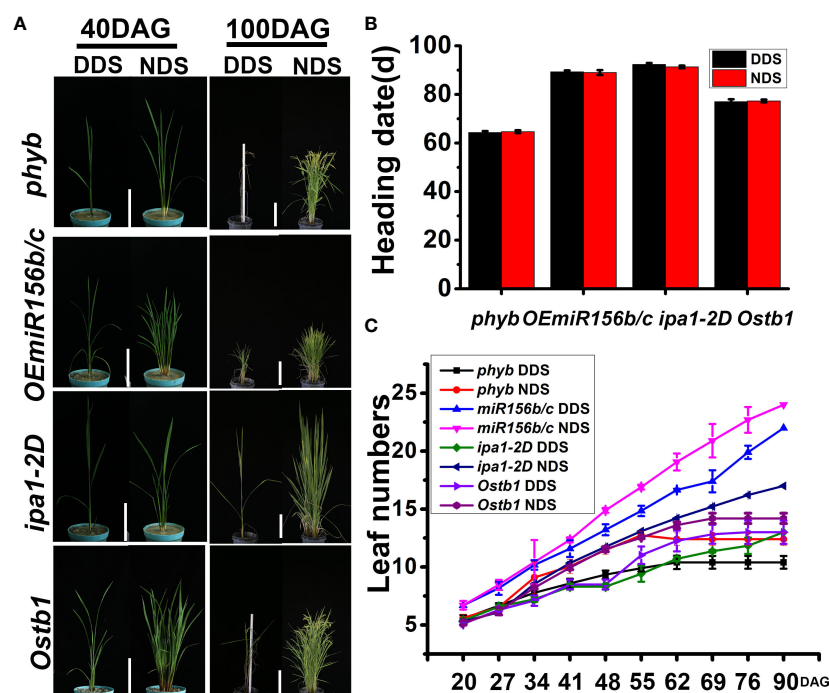 A
40DAG 100DAG
DDS NDS DDS NDS
phyb
OEmiR156b/c
ipa1-2D
Ostb1
B
Heading date(d)
100
80
60
40
20
0
DDS
NDS
phyb OEmiR156b/c ipa1-2D Ostb1
C
Leaf numbers
25
20
15
10
5
phyb DDS
phyb NDS
miR156b/c DDS
miR156b/c NDS
ipa1-2D DDS
ipa1-2D NDS
Ostb1 DDS
Ostb1 NDS
20 27 34 41 48 55 62 69 76 90 DAG